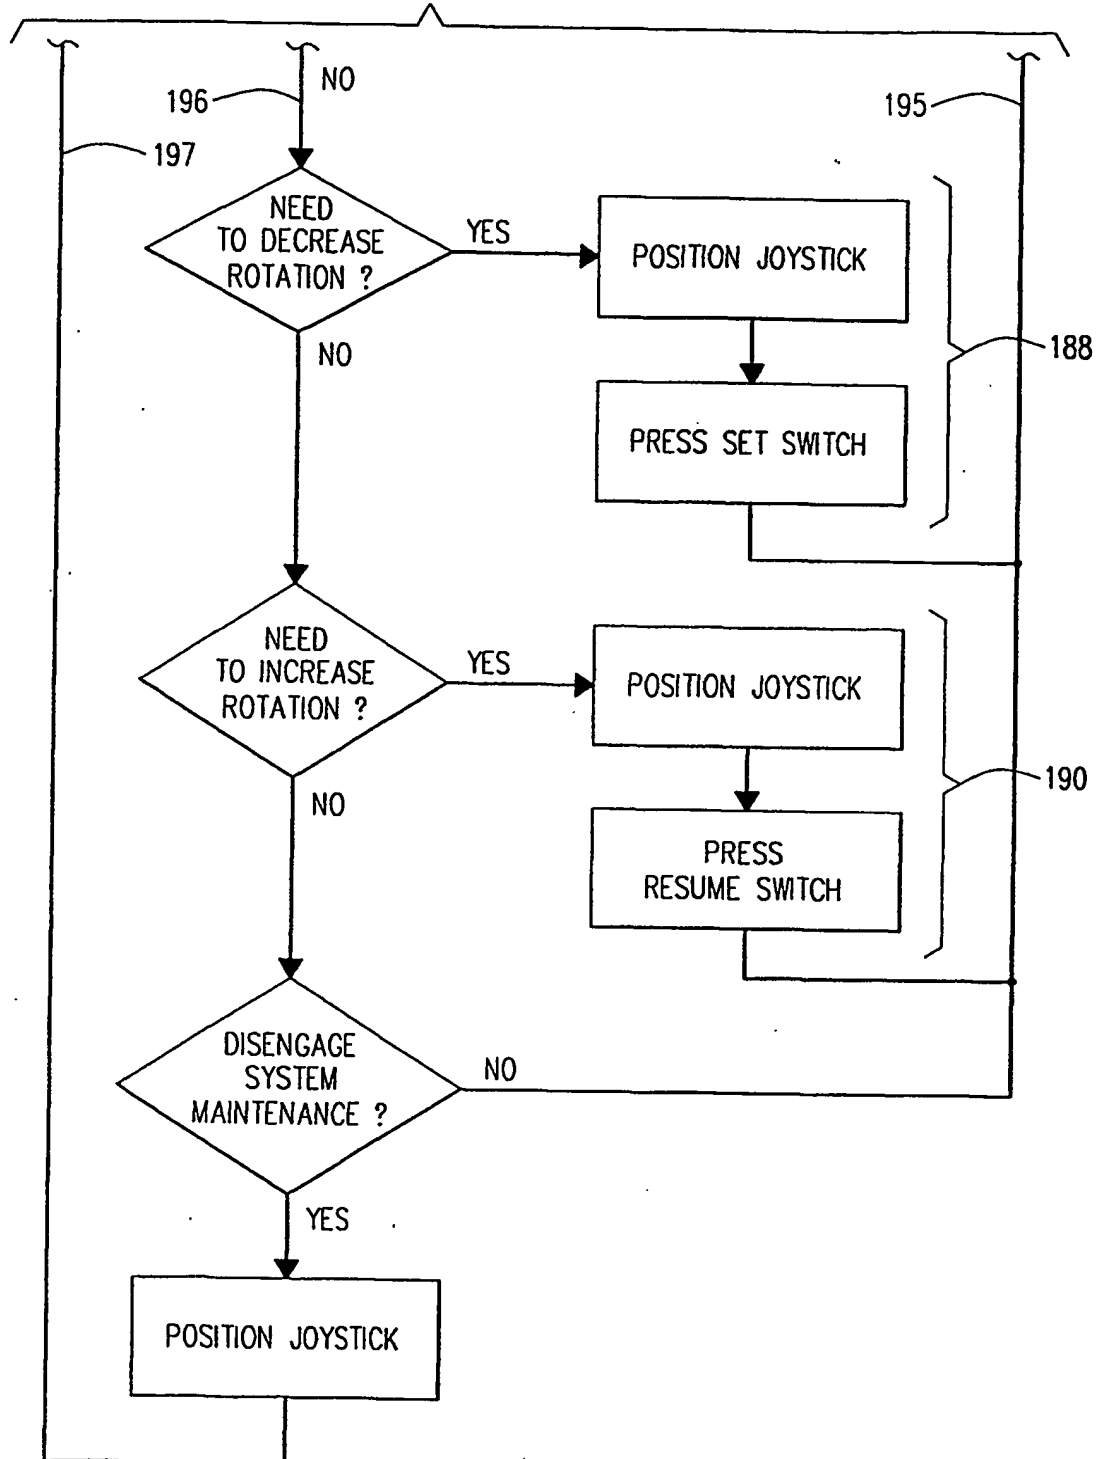 NO
196
195
197
NEED
TO DECREASE
ROTATION ?
YES
POSITION JOYSTICK
188
NO
PRESS SET SWITCH
NEED
TO INCREASE
ROTATION ?
YES
POSITION JOYSTICK
190
NO
PRESS
RESUME SWITCH
DISENGAGE
SYSTEM
MAINTENANCE ?
NO
YES
POSITION JOYSTICK